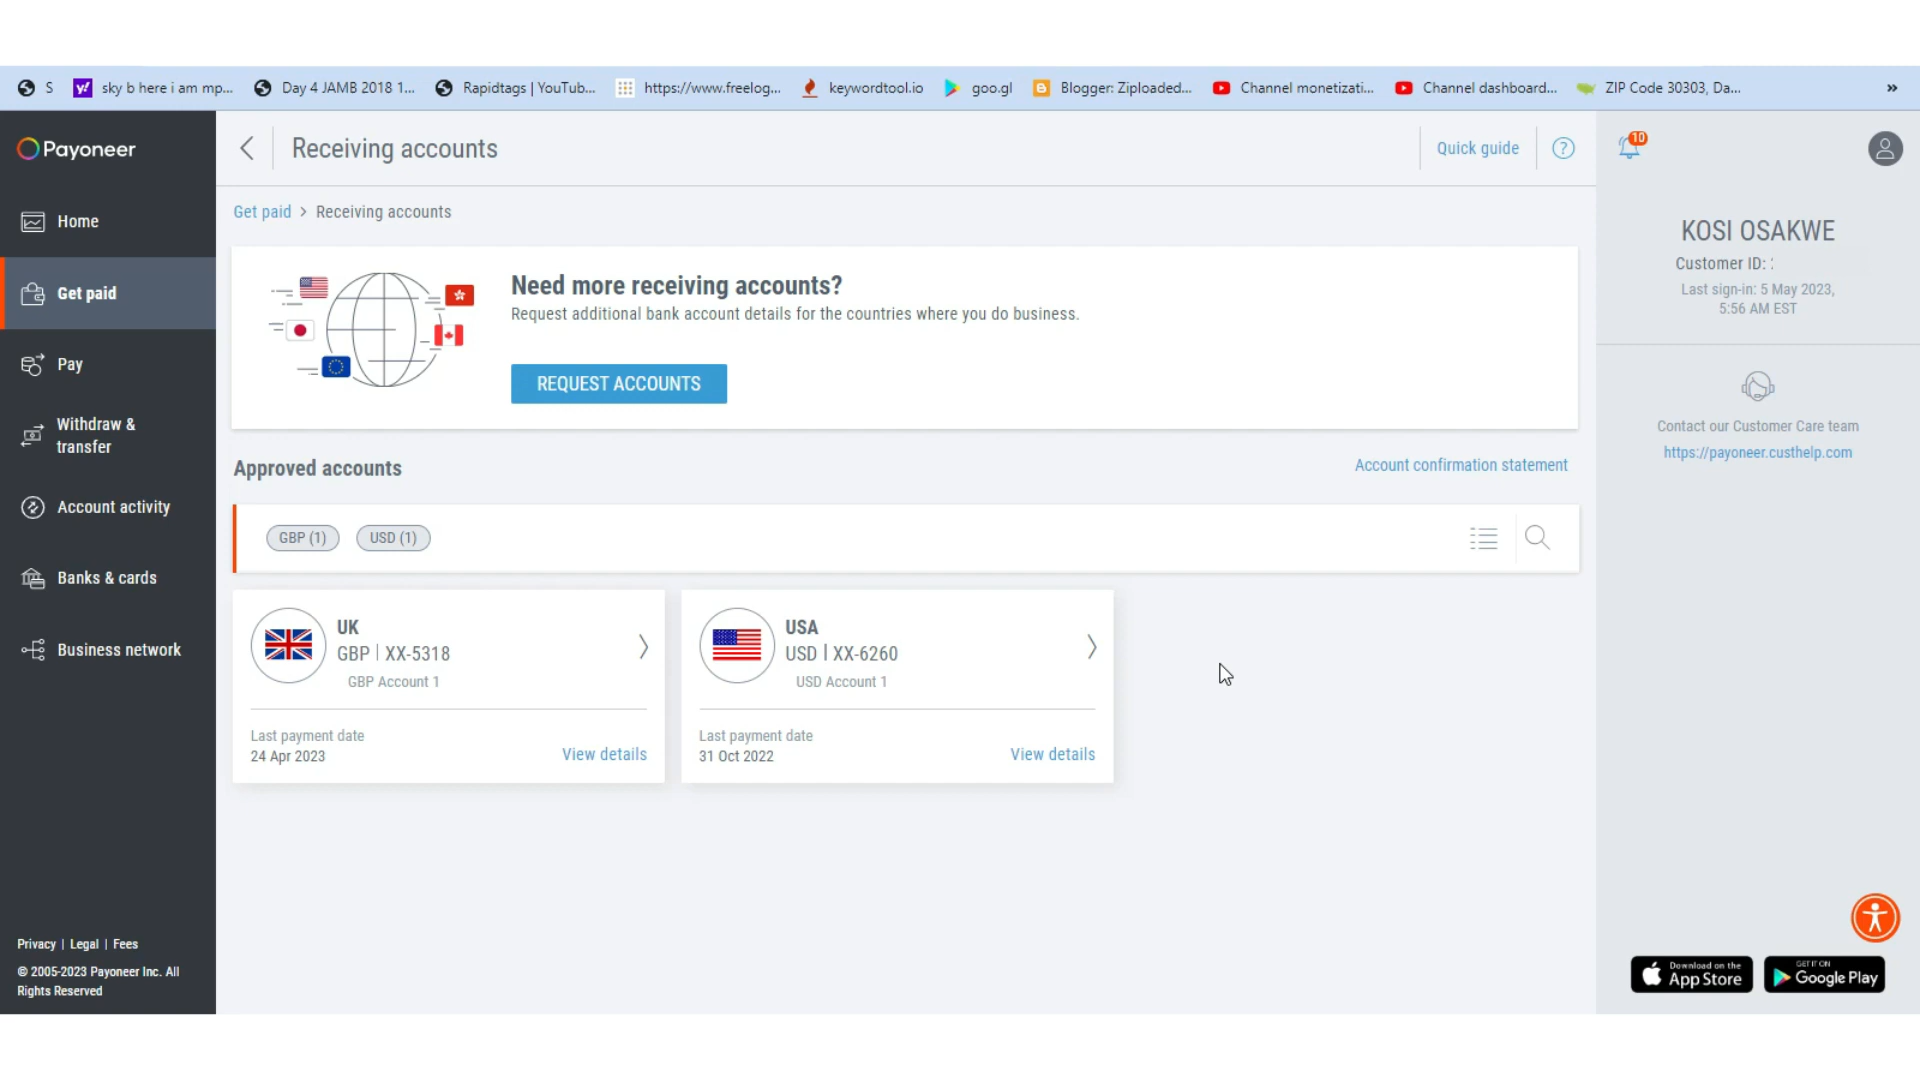 S
sky b here i am mp...
Day 4 JAMB 2018 1...
Rapidtags | YouTub...
https://www.freelog...
keywordtool.io
goo.gl
Blogger: Ziploaded...
Channel monetizati...
Channel dashboard...
ZIP Code 30303, Da...
»
Payoneer
Receiving accounts
Quick guide
?
10
Home
Get paid
Pay
Withdraw &
transfer
Account activity
Banks & cards
Business network
Get paid > Receiving accounts
Need more receiving accounts?
Request additional bank account details for the countries where you do business.
REQUEST ACCOUNTS
KOSI OSAKWE
Customer ID:
Last sign-in: 5 May 2023,
5:56 AM EST
Contact our Customer Care team
https://payoneer.custhelp.com
Approved accounts
Account confirmation statement
GBP (1)
USD (1)
UK
GBP | XX-5318
GBP Account 1
Last payment date
24 Apr 2023
View details
USA
USD | XX-6260
USD Account 1
Last payment date
31 Oct 2022
View details
Privacy | Legal | Fees
© 2005-2023 Payoneer Inc. All
Rights Reserved
Download on the
App Store
GET IT ON
Google Play